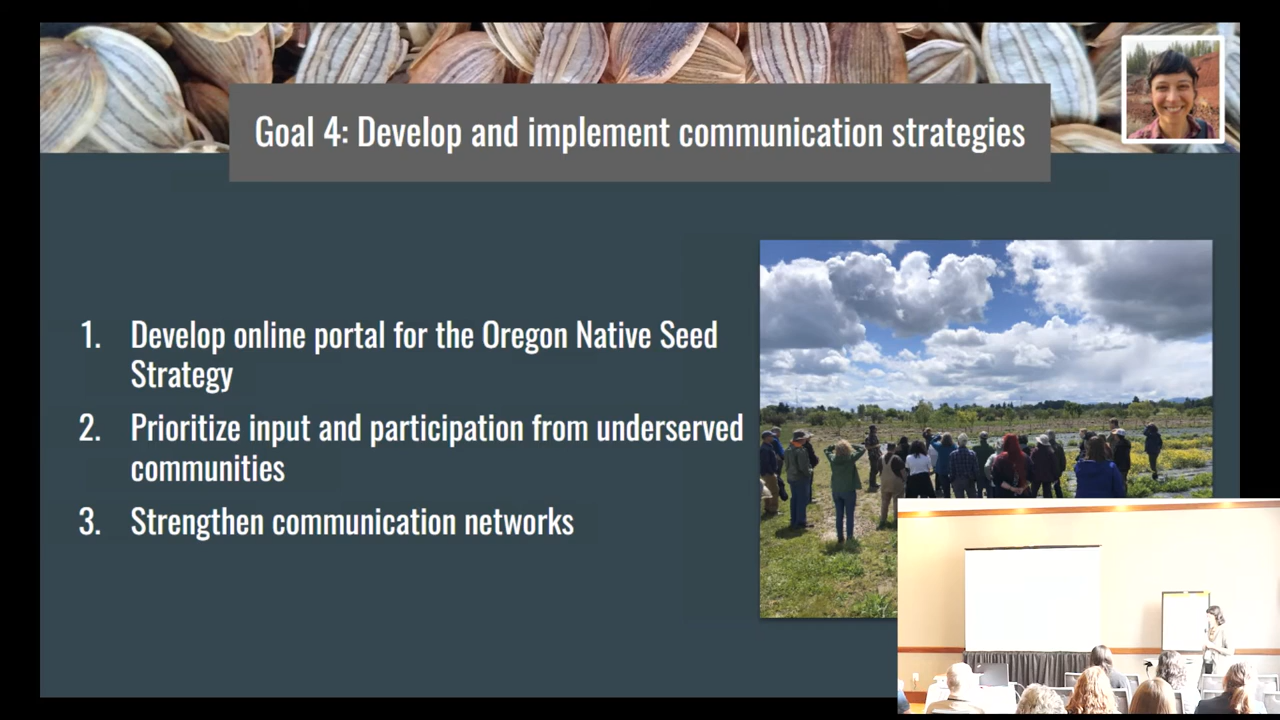 Goal 4: Develop and implement communication strategies
1. Develop online portal for the Oregon Native Seed
Strategy
2. Prioritize input and participation from underserved
communities
3. Strengthen communication networks